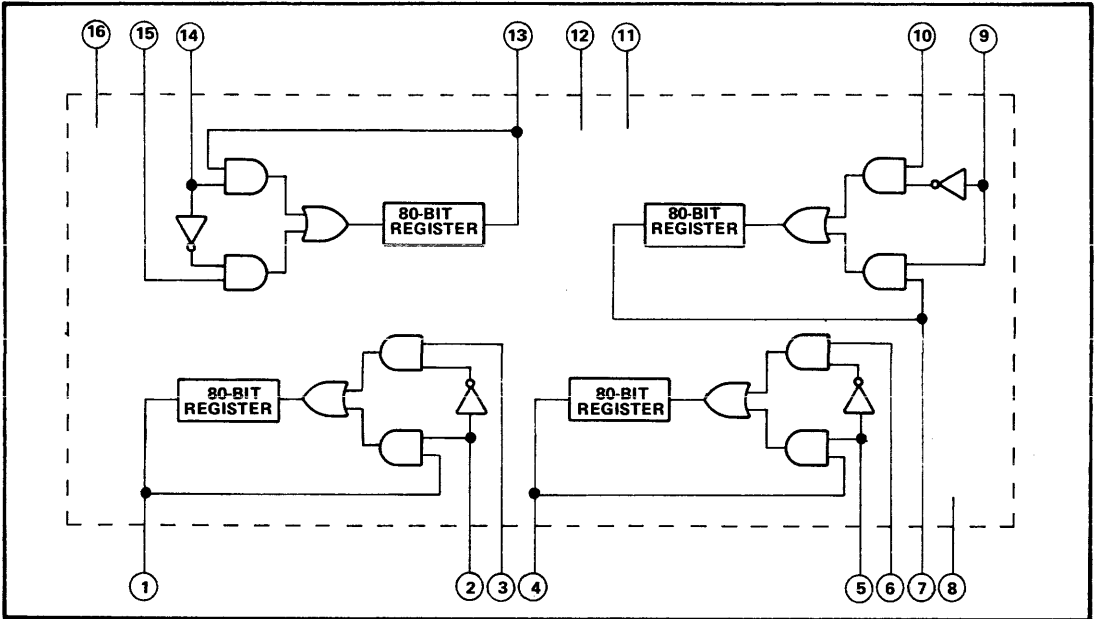 16 15 14 13 12 11 10 9
80-BIT
REGISTER
80-BIT
REGISTER
80-BIT
REGISTER
80-BIT
REGISTER
1 2 3 4 5 6 7 8